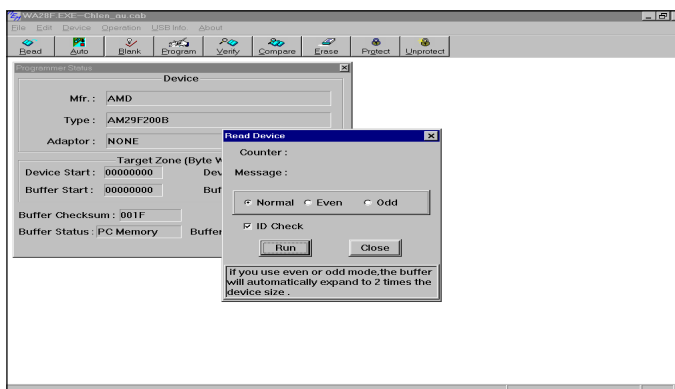 WA28F.EXE-Chien_au.cab
File Edit Device Operation USB Info. About
Read Auto Blank Program Verify Compare Erase Protect Unprotect
Programmer Status
Device
Mfr. : AMD
Type : AM29F200B
Adaptor : NONE
Target Zone (Byte W
Device Start : 00000000 Dev
Buffer Start : 00000000 Buf
Buffer Checksum : 001F
Buffer Status : PC Memory Buffer
Read Device
Counter :
Message :
Normal Even Odd
ID Check
Run Close
If you use even or odd mode,the buffer
will automatically expand to 2 times the
device size .